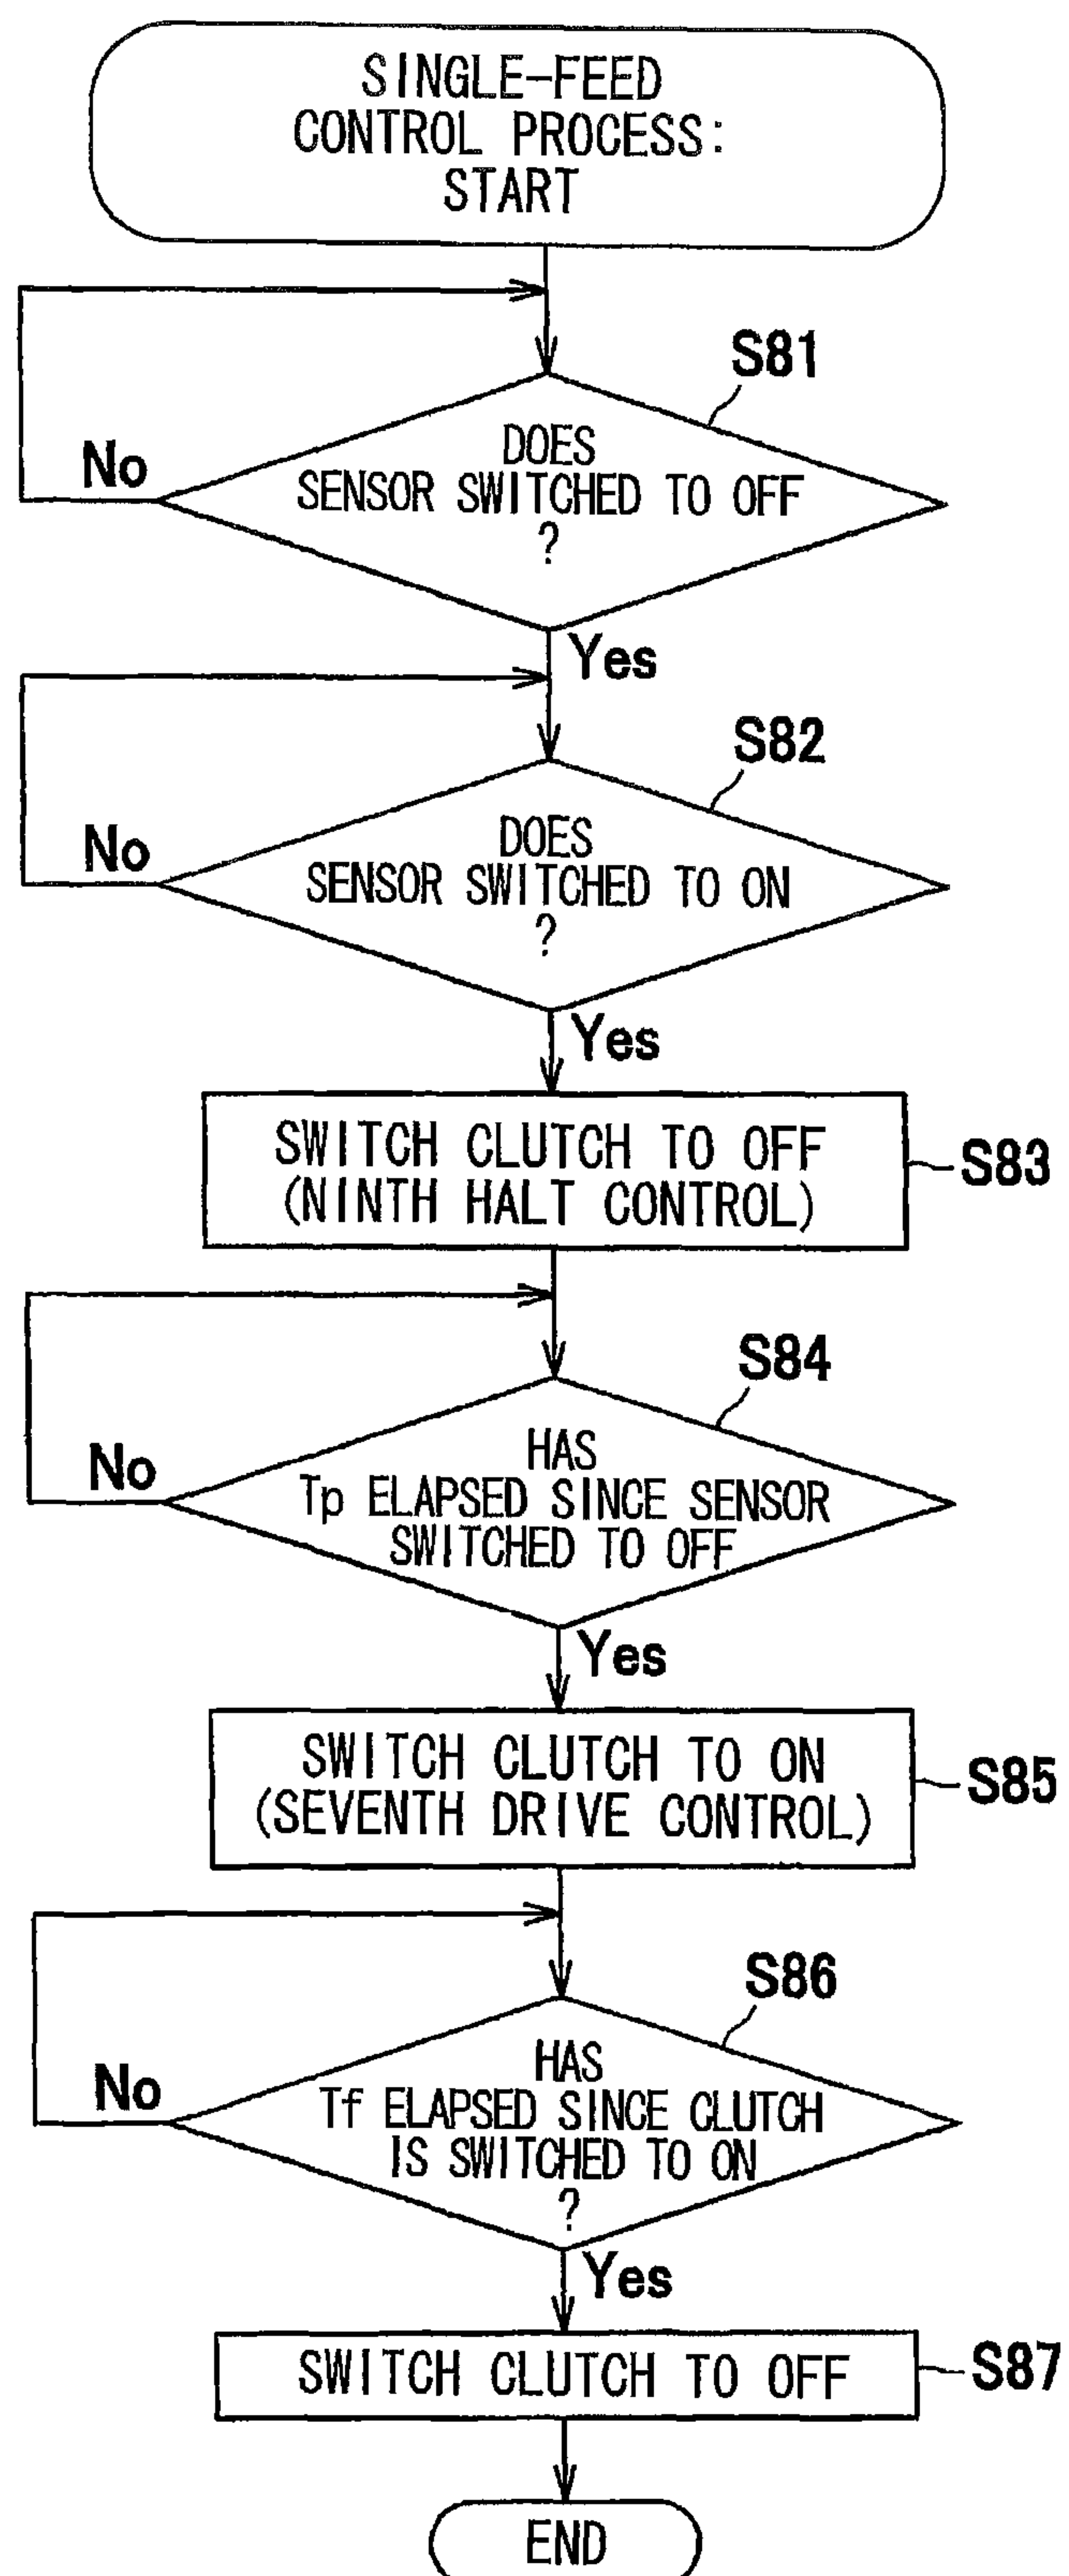 SINGLE-FEED
CONTROL PROCESS:
START
S81
DOES
SENSOR SWITCHED TO OFF
?
No
Yes
S82
DOES
SENSOR SWITCHED TO ON
?
No
Yes
SWITCH CLUTCH TO OFF
(NINTH HALT CONTROL)
S83
S84
HAS
Tp ELAPSED SINCE SENSOR
SWITCHED TO OFF
No
Yes
SWITCH CLUTCH TO ON
(SEVENTH DRIVE CONTROL)
S85
S86
HAS
Tf ELAPSED SINCE CLUTCH
IS SWITCHED TO ON
?
No
Yes
SWITCH CLUTCH TO OFF
S87
END